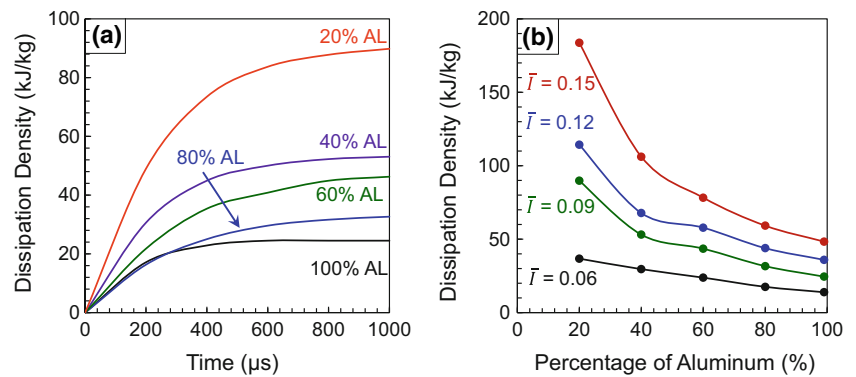 (a)
Dissipation Density (kJ/kg)
100
80
60
40
20
0
20% AL
40% AL
80% AL
60% AL
100% AL
0 200 400 600 800 1000
Time (µs)
(b)
Dissipation Density (kJ/kg)
200
150
100
50
0
Ī = 0.15
Ī = 0.12
Ī = 0.09
Ī = 0.06
0 20 40 60 80 100
Percentage of Aluminum (%)